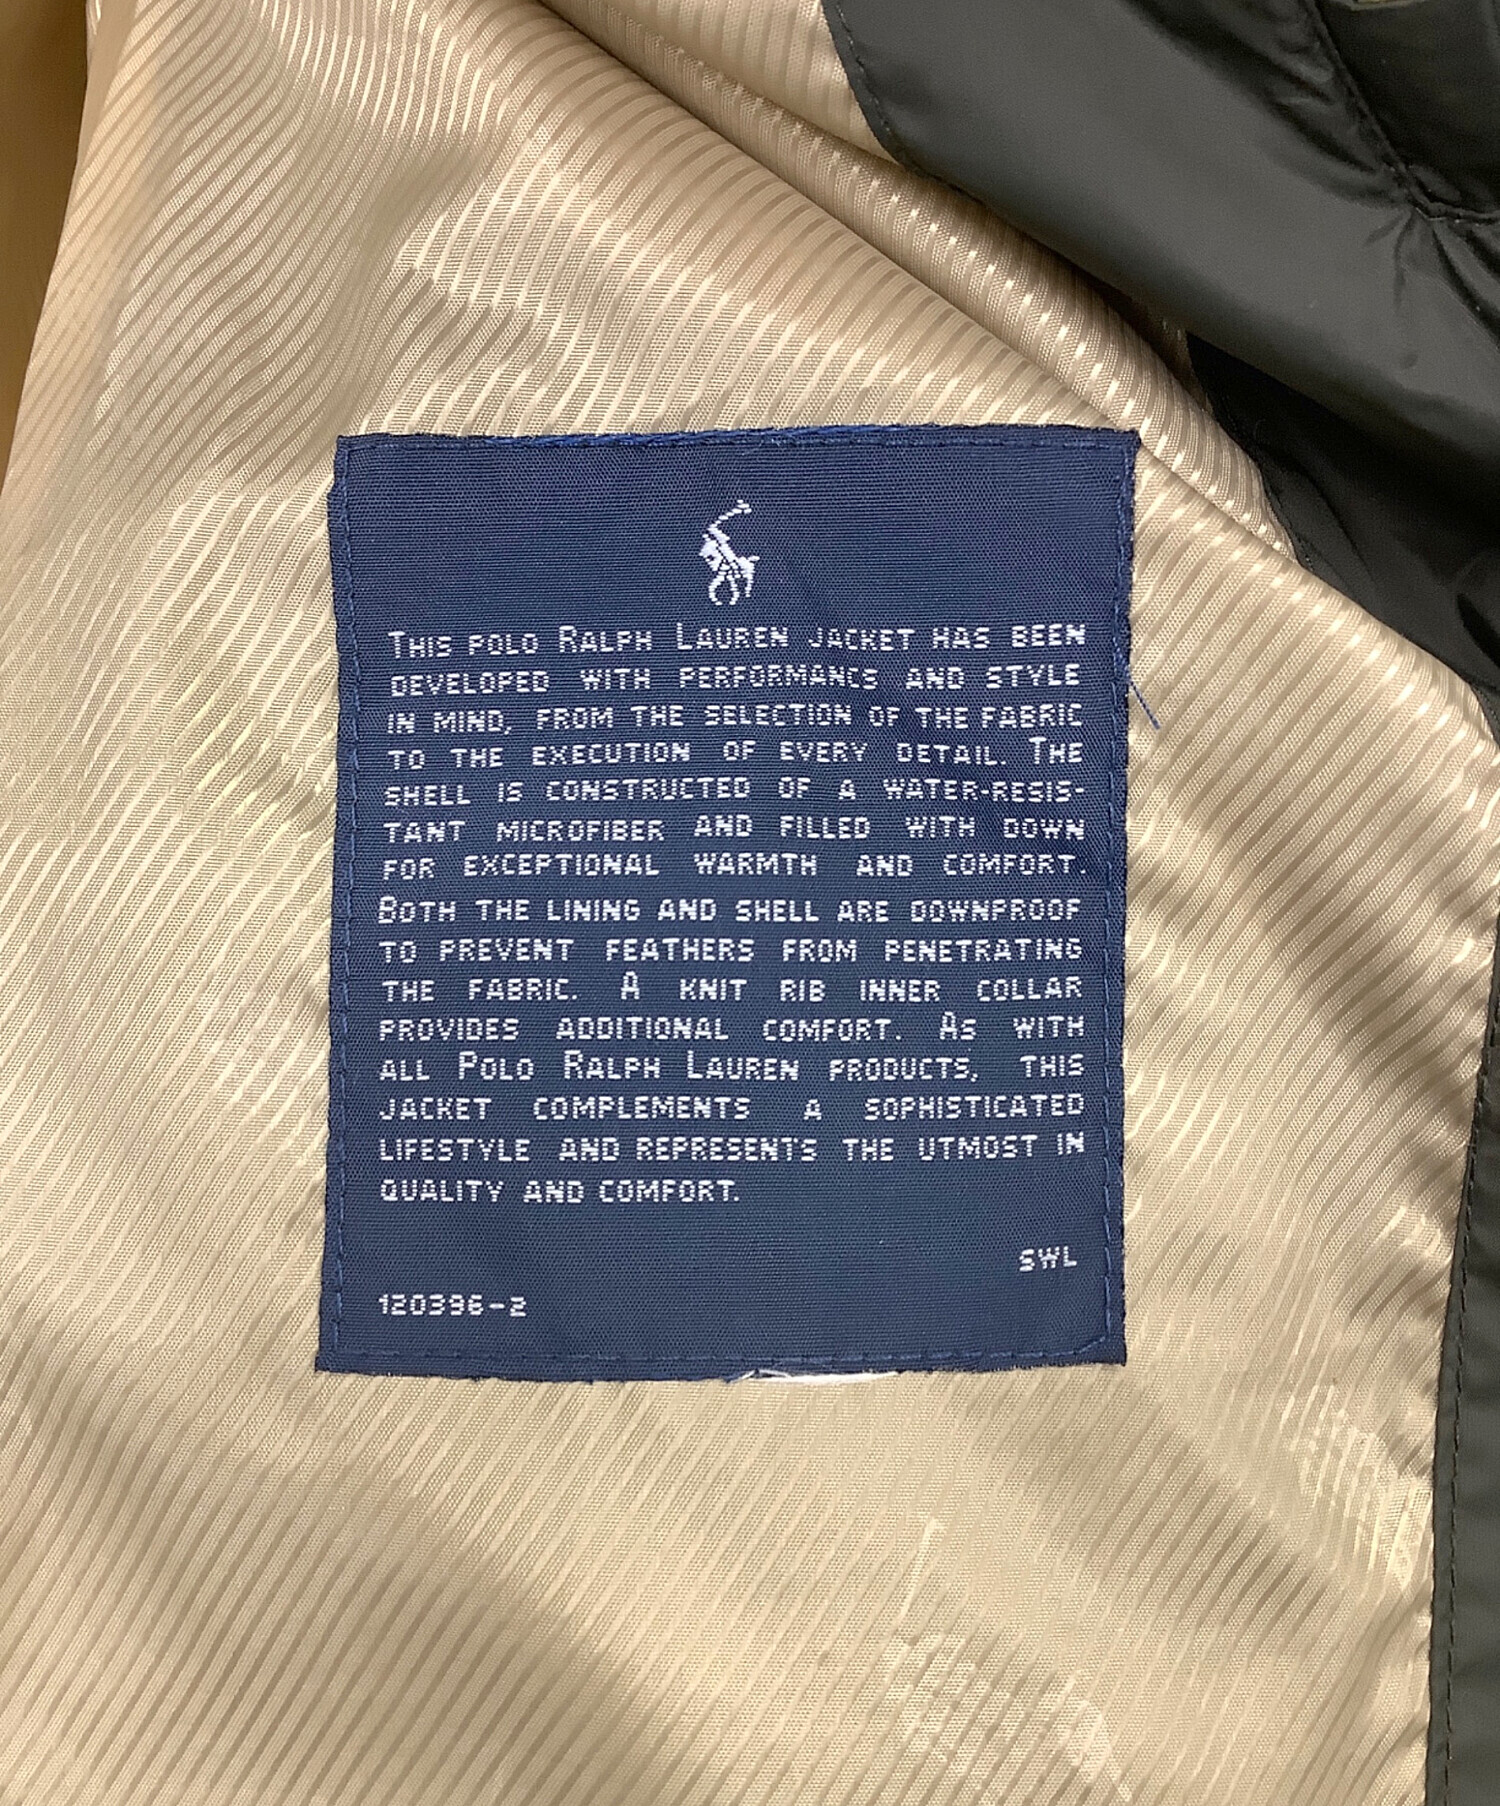 THIS POLO RALPH LAUREN JACKET HAS BEEN
DEVELOPED WITH PERFORMANCE AND STYLE
IN MIND, FROM THE SELECTION OF THE FABRIC
TO THE EXECUTION OF EVERY DETAIL. THE
SHELL IS CONSTRUCTED OF A WATER-RESIS-
TANT MICROFIBER AND FILLED WITH DOWN
FOR EXCEPTIONAL WARMTH AND COMFORT.
BOTH THE LINING AND SHELL ARE DOWNPROOF
TO PREVENT FEATHERS FROM PENETRATING
THE FABRIC. A KNIT RIB INNER COLLAR
PROVIDES ADDITIONAL COMFORT. AS WITH
ALL POLO RALPH LAUREN PRODUCTS, THIS
JACKET COMPLEMENTS A SOPHISTICATED
LIFESTYLE AND REPRESENTS THE UTMOST IN
QUALITY AND COMFORT.
SWL
120396-2